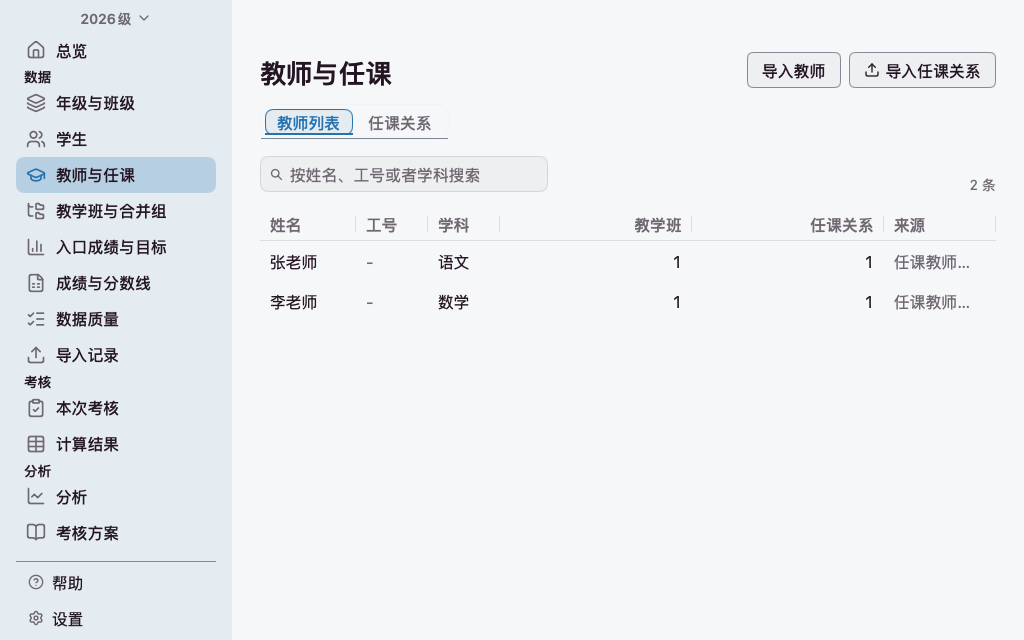 2026级
总览
数据
年级与班级
学生
教师与任课
教学班与合并组
入口成绩与目标
成绩与分数线
数据质量
导入记录
考核
本次考核
计算结果
分析
分析
考核方案
帮助
设置
教师与任课
导入教师
导入任课关系
教师列表 任课关系
按姓名、工号或者学科搜索
2 条
姓名 工号 学科 教学班 任课关系 来源
张老师 - 语文 1 1 任课教师...
李老师 - 数学 1 1 任课教师...